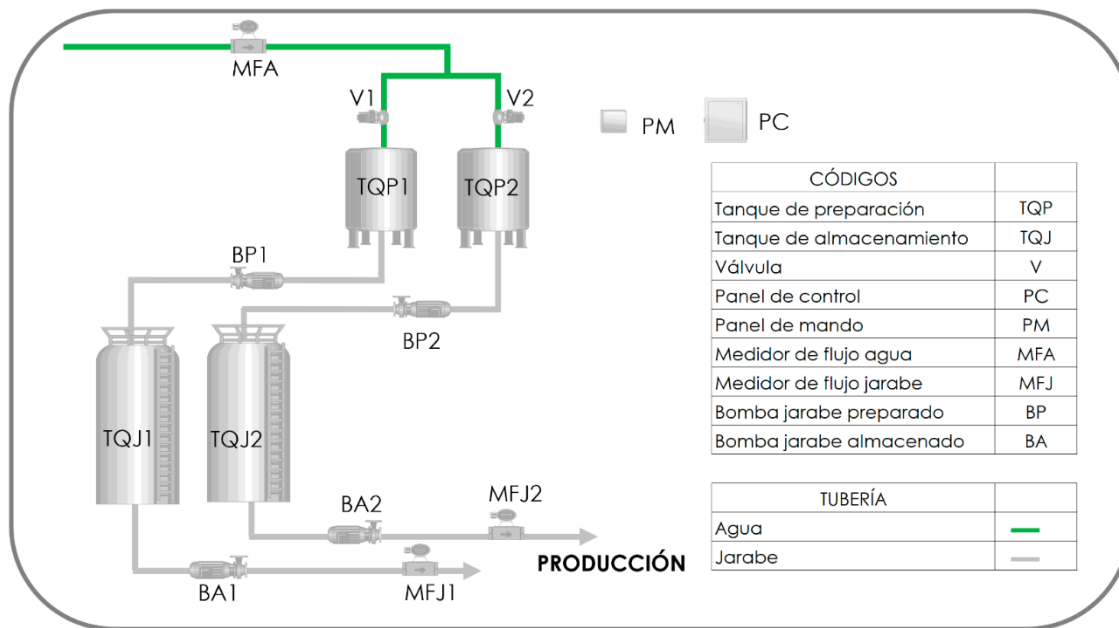 MFA
V1
V2
PM
PC
TQP1
TQP2
BP1
BP2
TQJ1
TQJ2
BA2
MFJ2
PRODUCCIÓN
BA1
MFJ1
CÓDIGOS
Tanque de preparación TQP
Tanque de almacenamiento TQJ
Válvula V
Panel de control PC
Panel de mando PM
Medidor de flujo agua MFA
Medidor de flujo jarabe MFJ
Bomba jarabe preparado BP
Bomba jarabe almacenado BA
TUBERÍA
Agua
Jarabe